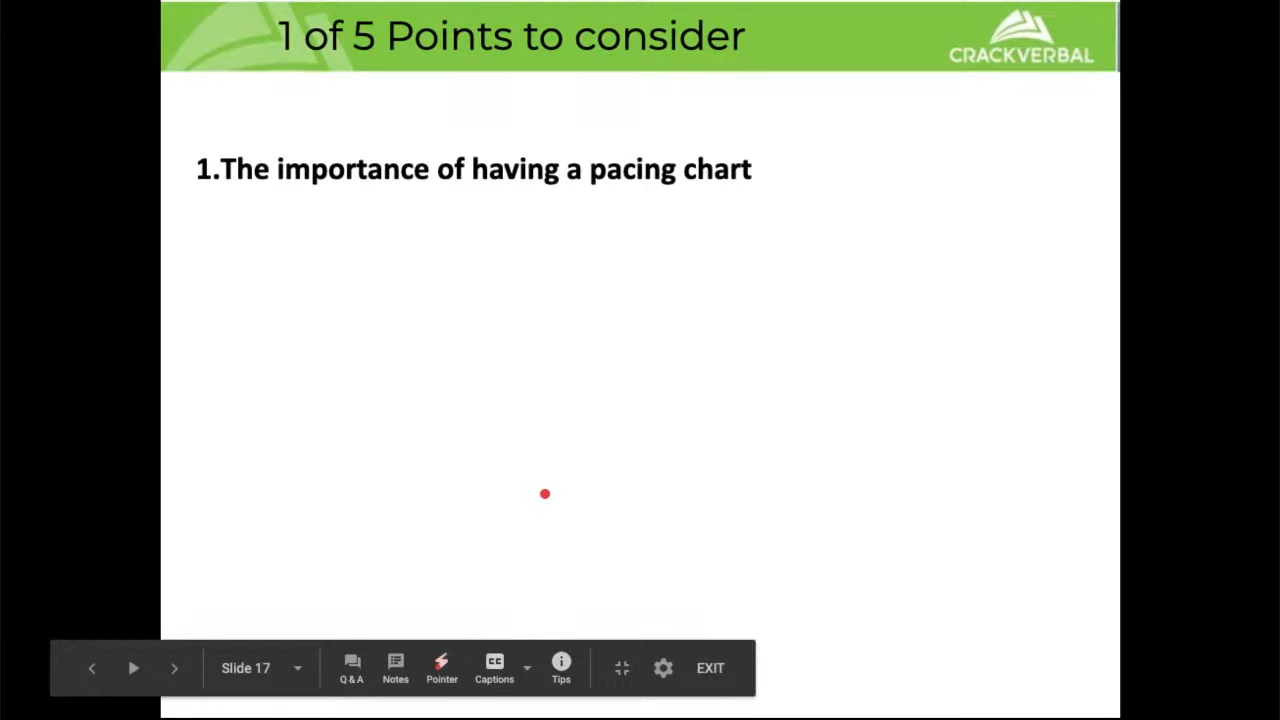 1 of 5 Points to consider
CRACKVERBAL
1.The importance of having a pacing chart
Slide 17
Q & A
Notes
Pointer
CC
Captions
Tips
EXIT